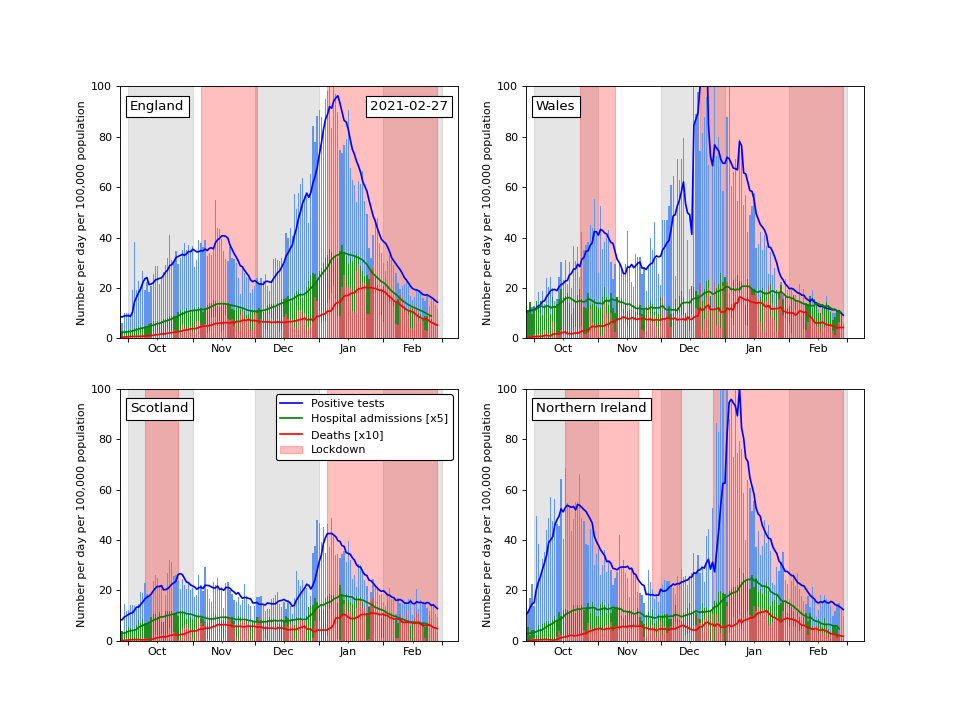 England
2021-02-27
Number per day per 100,000 population
100
80
60
40
20
0
Oct Nov Dec Jan Feb
Wales
Number per day per 100,000 population
100
80
60
40
20
0
Oct Nov Dec Jan Feb
Scotland
Positive tests
Hospital admissions [x5]
Deaths [x10]
Lockdown
Number per day per 100,000 population
100
80
60
40
20
0
Oct Nov Dec Jan Feb
Northern Ireland
Number per day per 100,000 population
100
80
60
40
20
0
Oct Nov Dec Jan Feb